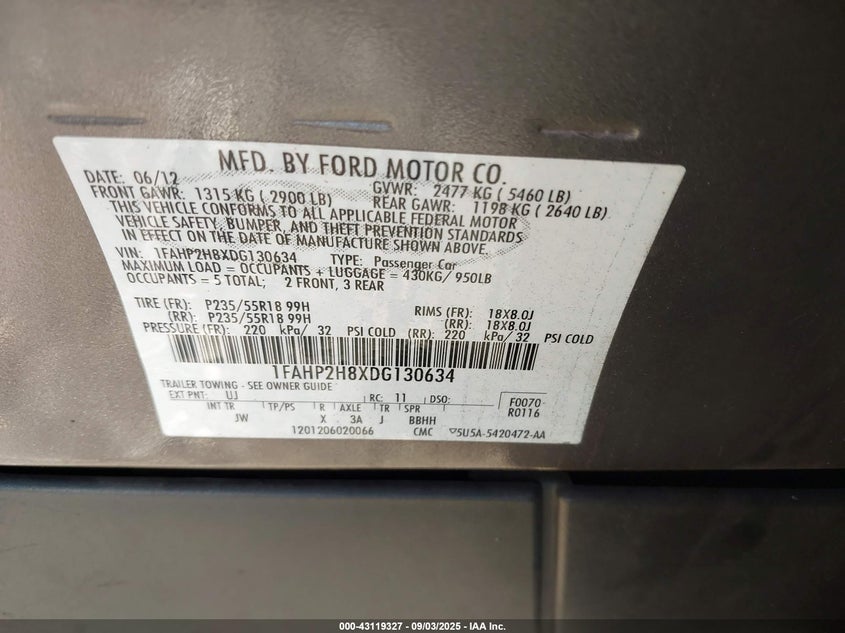 MFD. BY FORD MOTOR CO.
DATE: 06/12 GVWR: 2477 KG ( 5460 LB)
FRONT GAWR: 1315 KG ( 2900 LB) REAR GAWR: 1198 KG ( 2640 LB)
THIS VEHICLE CONFORMS TO ALL APPLICABLE FEDERAL MOTOR
VEHICLE SAFETY, BUMPER, AND THEFT PREVENTION STANDARDS
IN EFFECT ON THE DATE OF MANUFACTURE SHOWN ABOVE.
VIN: 1FAHP2H8XDG130634 TYPE: Passenger Car
MAXIMUM LOAD = OCCUPANTS + LUGGAGE = 430KG/ 950LB
OCCUPANTS = 5 TOTAL; 2 FRONT, 3 REAR
TIRE (FR): P235/55R18 99H RIMS (FR): 18X8.0J
(RR): P235/55R18 99H (RR): 18X8.0J
PRESSURE (FR): 220 kPa/ 32 PSI COLD (RR): 220 kPa/ 32 PSI COLD
1FAHP2H8XDG130634
TRAILER TOWING - SEE OWNER GUIDE
EXT PNT: UJ RC: 11 DSO: F0070
R0116
INT TR TP/PS R AXLE TR SPR
JW X 3A J BBHH
1201206020066 CMC 5U5A-5420472-AA
000-43119327 - 09/03/2025 - IAA Inc.